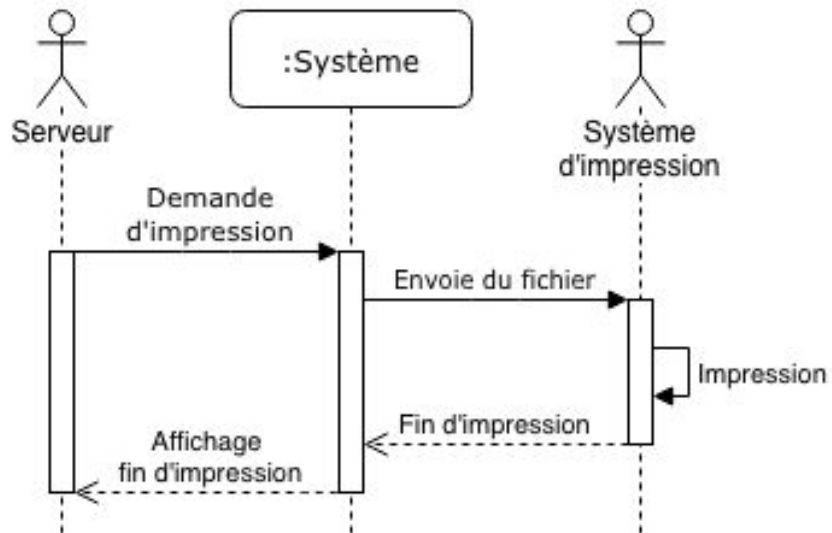 :Système
Serveur
Système
d'impression
Demande
d'impression
Envoie du fichier
Impression
Fin d'impression
Affichage
fin d'impression